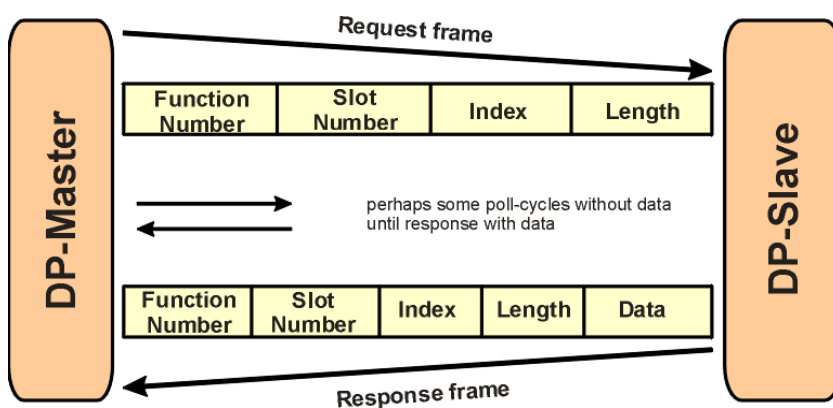 Request frame
DP-Master
DP-Slave
Function Number
Slot Number
Index
Length
perhaps some poll-cycles without data
until response with data
Function Number
Slot Number
Index
Length
Data
Response frame